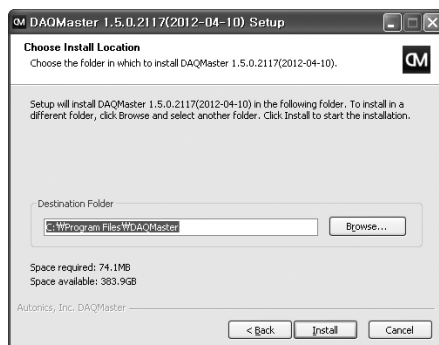 DAQMaster 1.5.0.2117(2012-04-10) Setup
Choose Install Location
Choose the folder in which to install DAQMaster 1.5.0.2117(2012-04-10).
Setup will install DAQMaster 1.5.0.2117(2012-04-10) in the following folder. To install in a
different folder, click Browse and select another folder. Click Install to start the installation.
Destination Folder
C:₩Program Files₩DAQMaster
Browse...
Space required: 74.1MB
Space available: 383.9GB
Autonics, Inc. DAQMaster
< Back
Install
Cancel